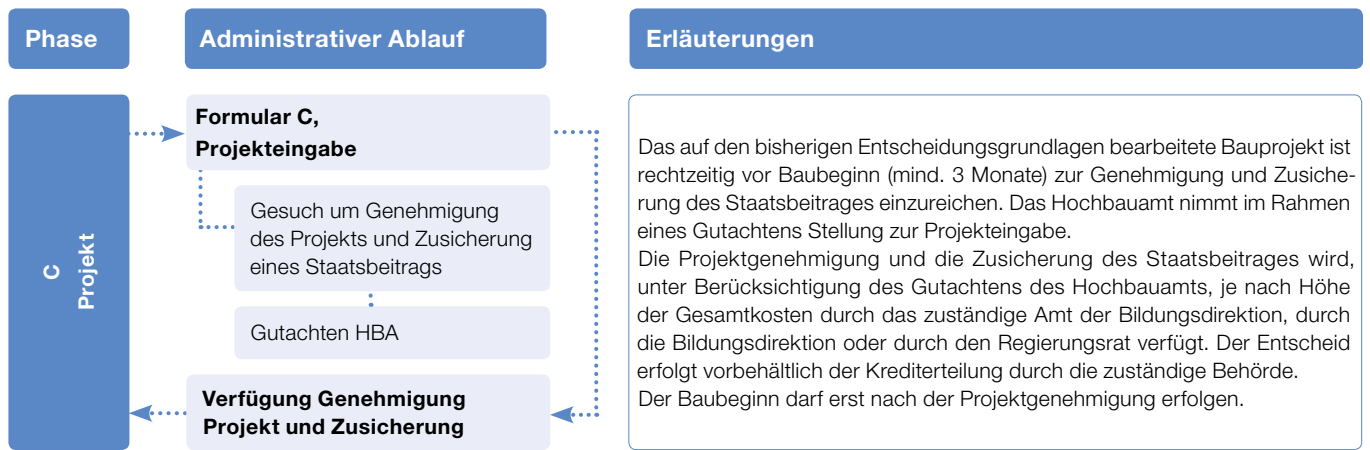 Phase
Administrativer Ablauf
Erläuterungen
C
Projekt
Formular C,
Projekteingabe
Gesuch um Genehmigung
des Projekts und Zusicherung
eines Staatsbeitrags
Gutachten HBA
Verfügung Genehmigung
Projekt und Zusicherung
Das auf den bisherigen Entscheidungsgrundlagen bearbeitete Bauprojekt ist
rechtzeitig vor Baubeginn (mind. 3 Monate) zur Genehmigung und Zusiche-
rung des Staatsbeitrages einzureichen. Das Hochbauamt nimmt im Rahmen
eines Gutachtens Stellung zur Projekteingabe.
Die Projektgenehmigung und die Zusicherung des Staatsbeitrages wird,
unter Berücksichtigung des Gutachtens des Hochbauamts, je nach Höhe
der Gesamtkosten durch das zuständige Amt der Bildungsdirektion, durch
die Bildungsdirektion oder durch den Regierungsrat verfügt. Der Entscheid
erfolgt vorbehältlich der Krediterteilung durch die zuständige Behörde.
Der Baubeginn darf erst nach der Projektgenehmigung erfolgen.